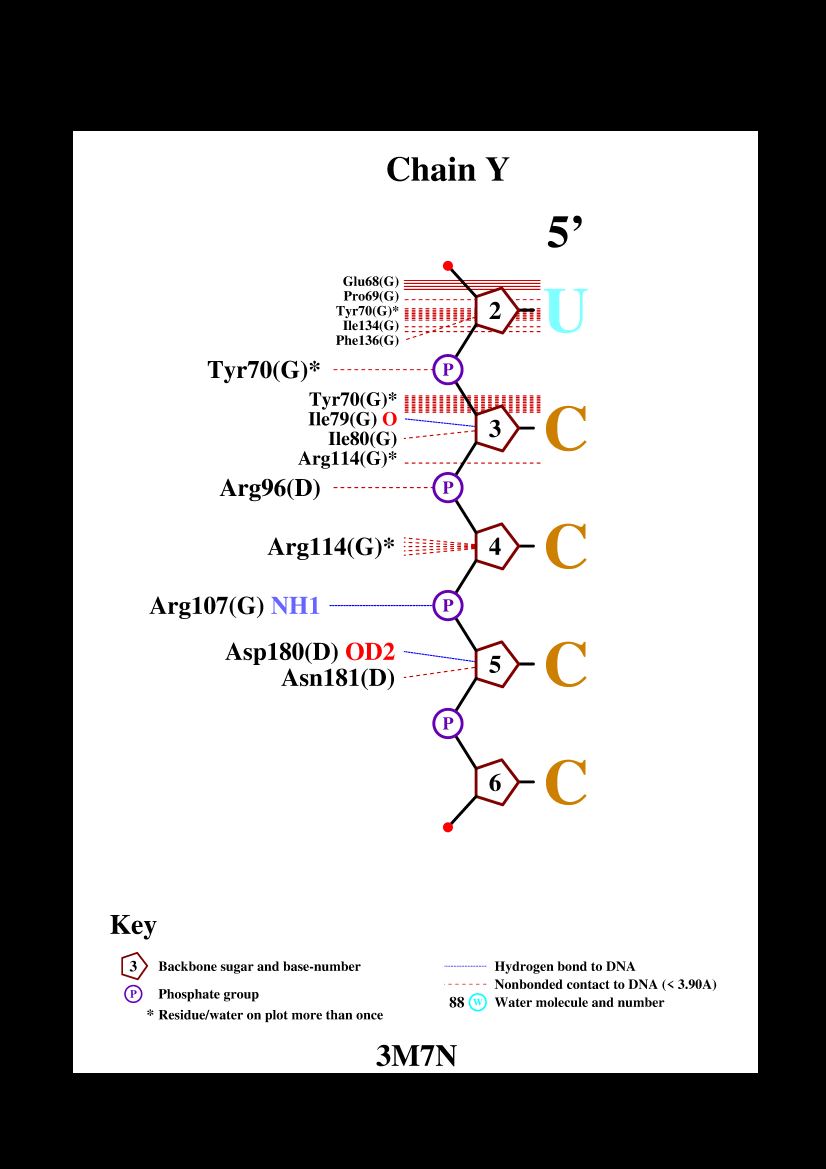 Chain Y
5’
Glu68(G)
Pro69(G)
2
U
Tyr70(G)*
Ile134(G)
Phe136(G)
Tyr70(G)*
P
Tyr70(G)*
Ile79(G) O
3
C
Ile80(G)
Arg114(G)*
Arg96(D)
P
Arg114(G)*
4
C
Arg107(G) NH1
P
Asp180(D) OD2
5
C
Asn181(D)
P
6
C
Key
3 Backbone sugar and base-number
P Phosphate group
* Residue/water on plot more than once
Hydrogen bond to DNA
Nonbonded contact to DNA (< 3.90A)
88 W Water molecule and number
3M7N